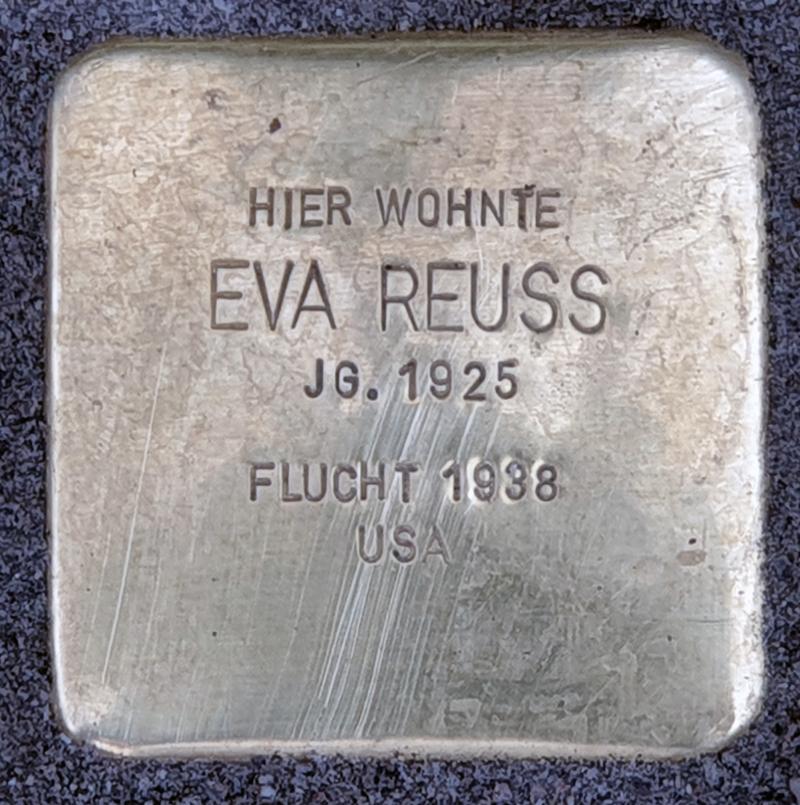 HIER WOHNTE
EVA REUSS
JG. 1925
FLUCHT 1938
USA